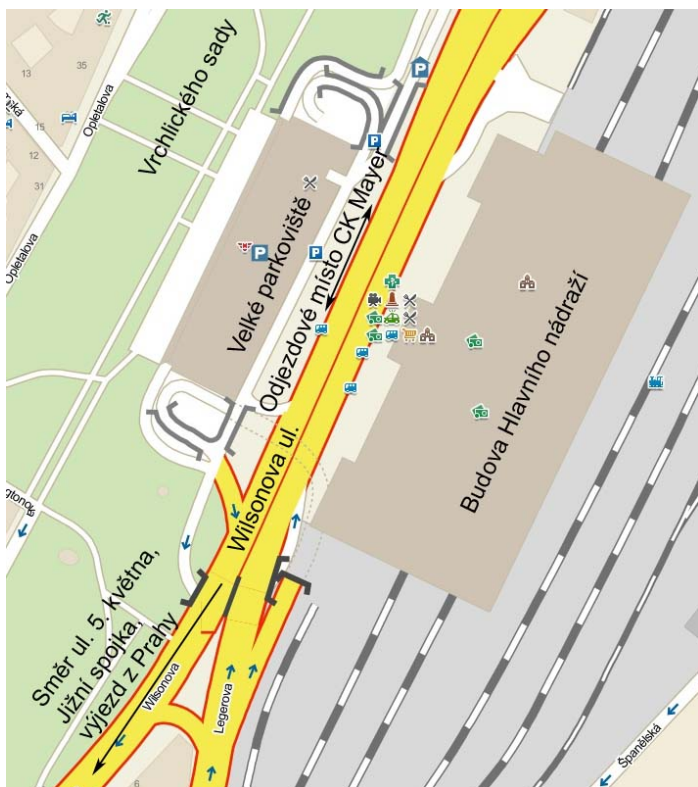 Vrchlického sady
Opletalova
35
13
15
12
31
P
P
P
P
Opletalova
Velké parkoviště
Odjezdové místo CK Mayer
Budova Hlavního nádraží
Wilsonova ul.
Směr ul. 5. května,
Jižní spojka,
výjezd z Prahy
Wilsonova
Legerova
Španělská
6